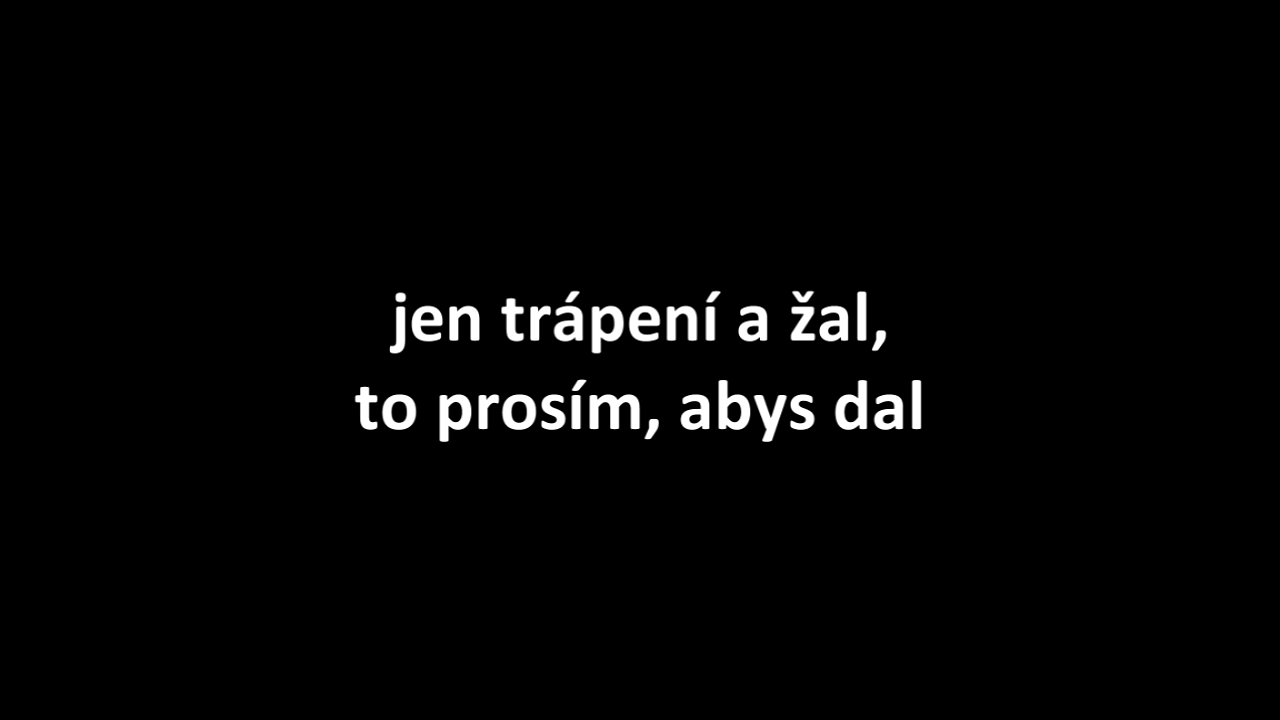 jen trápení a žal,
to prosím, abys dal